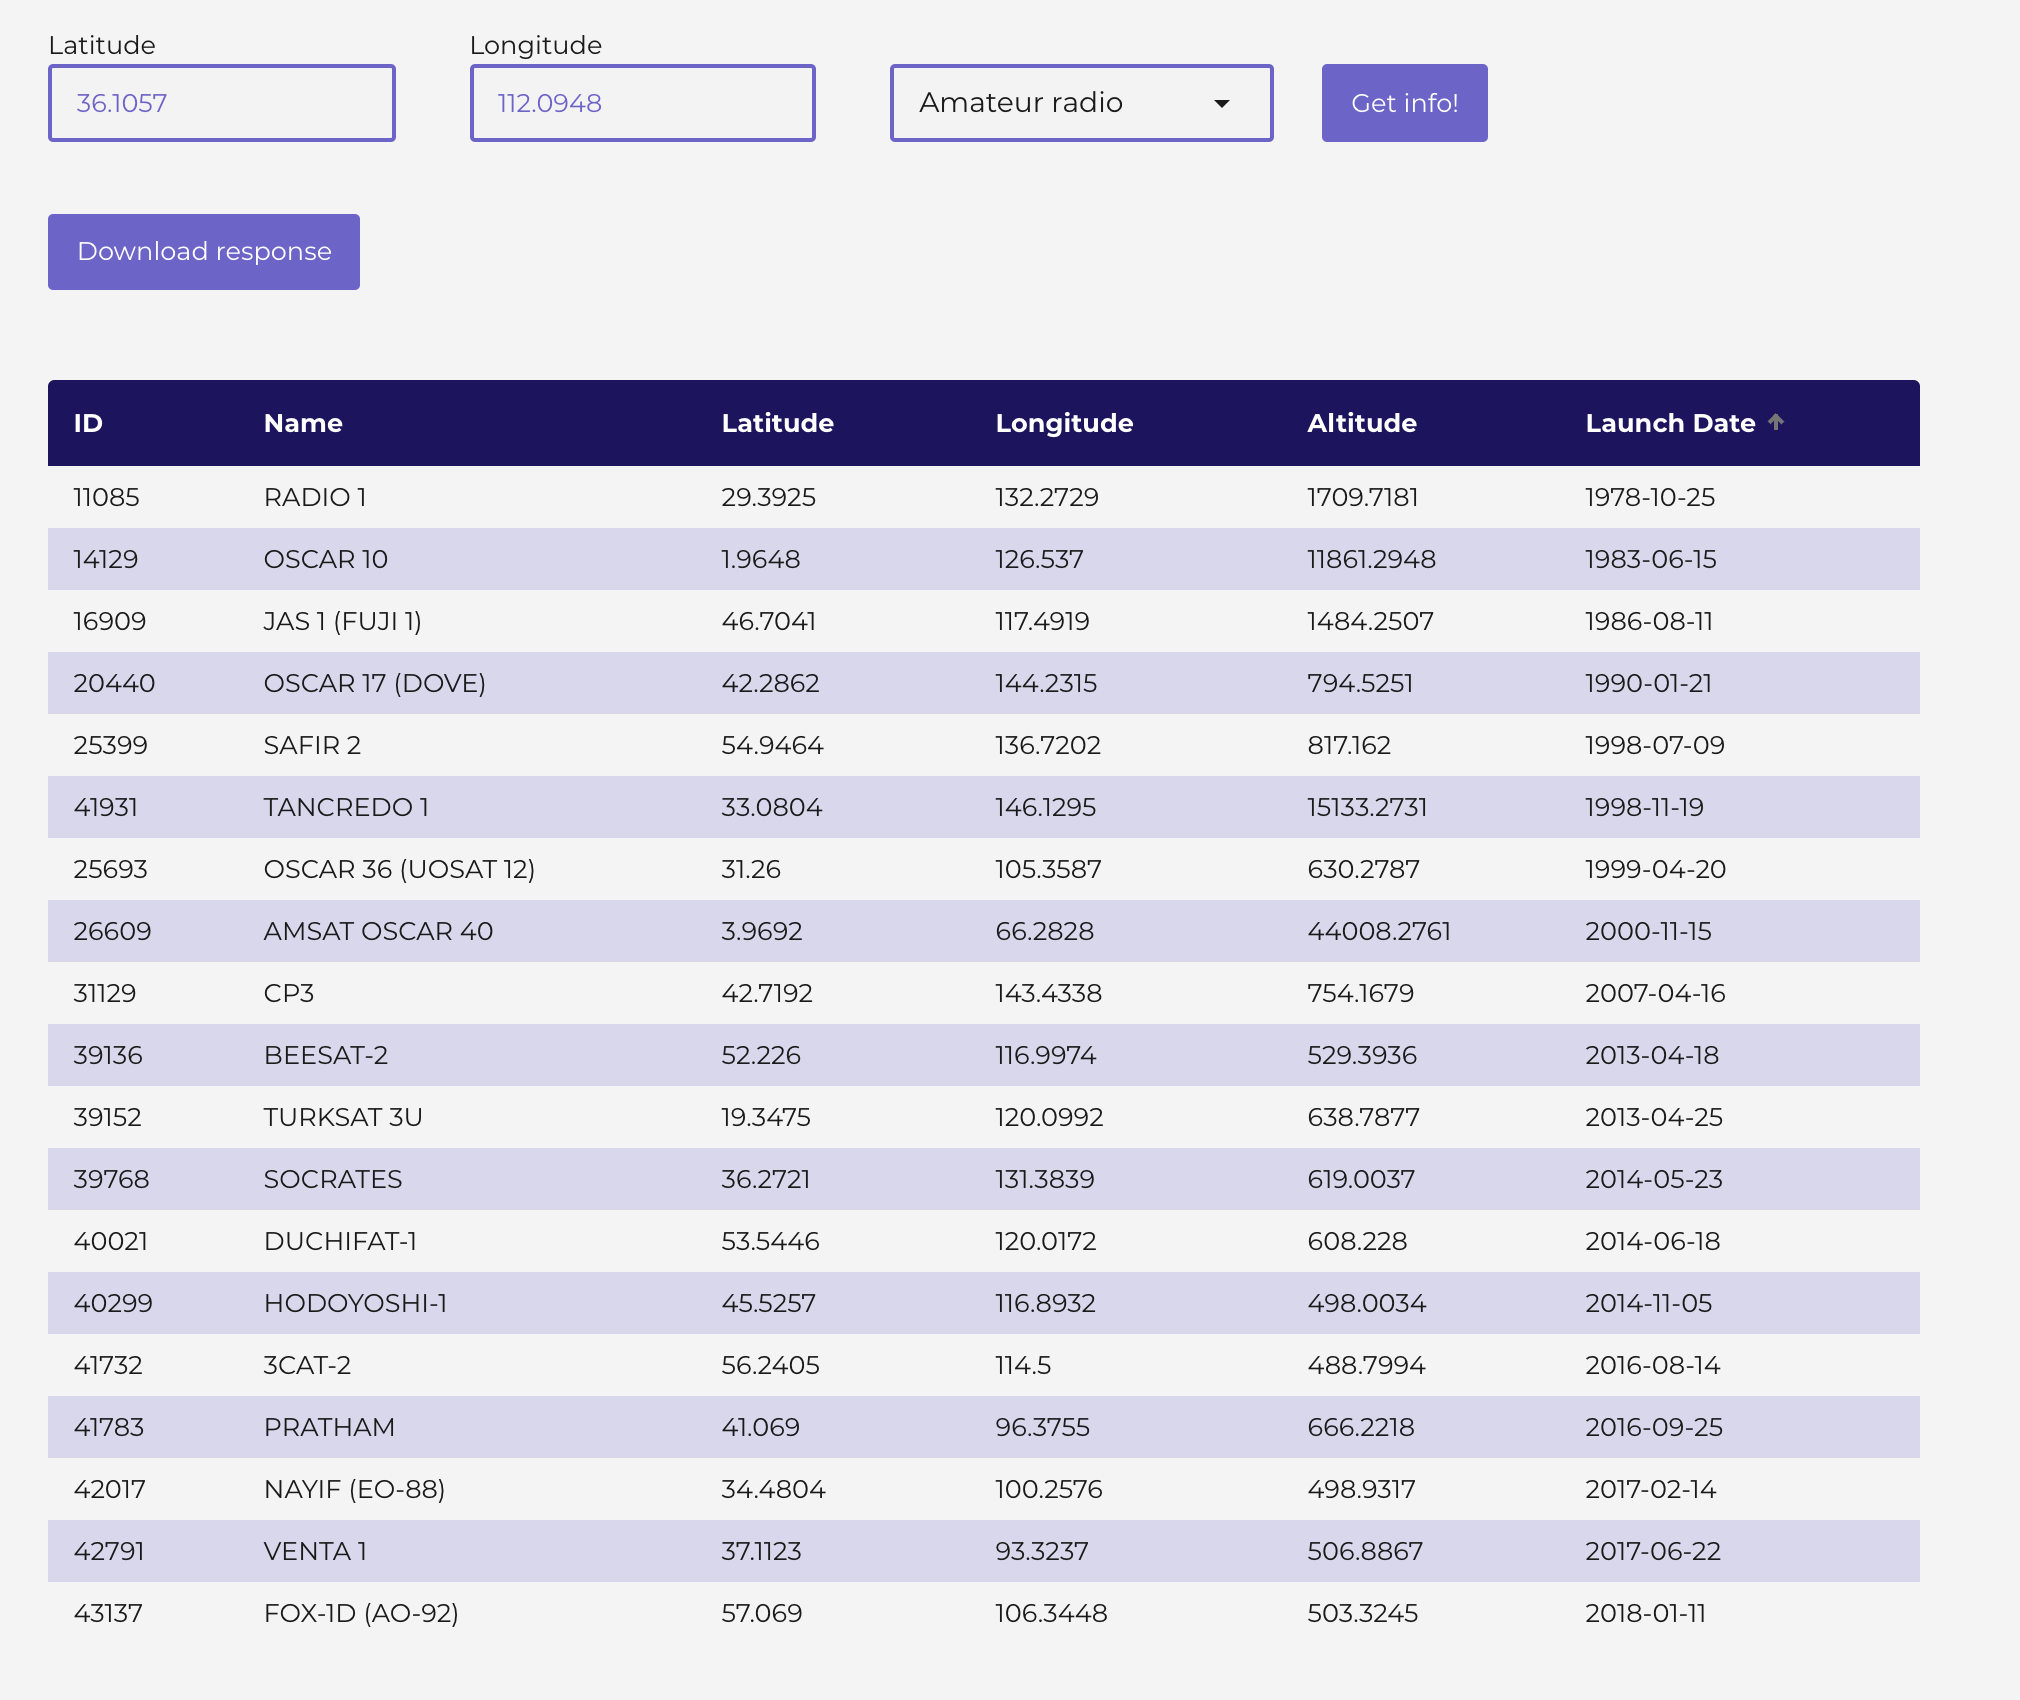 Latitude Longitude
36.1057 112.0948 Amateur radio Get info!
Download response
ID Name Latitude Longitude Altitude Launch Date
11085 RADIO 1 29.3925 132.2729 1709.7181 1978-10-25
14129 OSCAR 10 1.9648 126.537 11861.2948 1983-06-15
16909 JAS 1 (FUJI 1) 46.7041 117.4919 1484.2507 1986-08-11
20440 OSCAR 17 (DOVE) 42.2862 144.2315 794.5251 1990-01-21
25399 SAFIR 2 54.9464 136.7202 817.162 1998-07-09
41931 TANCREDO 1 33.0804 146.1295 15133.2731 1998-11-19
25693 OSCAR 36 (UOSAT 12) 31.26 105.3587 630.2787 1999-04-20
26609 AMSAT OSCAR 40 3.9692 66.2828 44008.2761 2000-11-15
31129 CP3 42.7192 143.4338 754.1679 2007-04-16
39136 BEESAT-2 52.226 116.9974 529.3936 2013-04-18
39152 TURKSAT 3U 19.3475 120.0992 638.7877 2013-04-25
39768 SOCRATES 36.2721 131.3839 619.0037 2014-05-23
40021 DUCHIFAT-1 53.5446 120.0172 608.228 2014-06-18
40299 HODOYOSHI-1 45.5257 116.8932 498.0034 2014-11-05
41732 3CAT-2 56.2405 114.5 488.7994 2016-08-14
41783 PRATHAM 41.069 96.3755 666.2218 2016-09-25
42017 NAYIF (EO-88) 34.4804 100.2576 498.9317 2017-02-14
42791 VENTA 1 37.1123 93.3237 506.8867 2017-06-22
43137 FOX-1D (AO-92) 57.069 106.3448 503.3245 2018-01-11